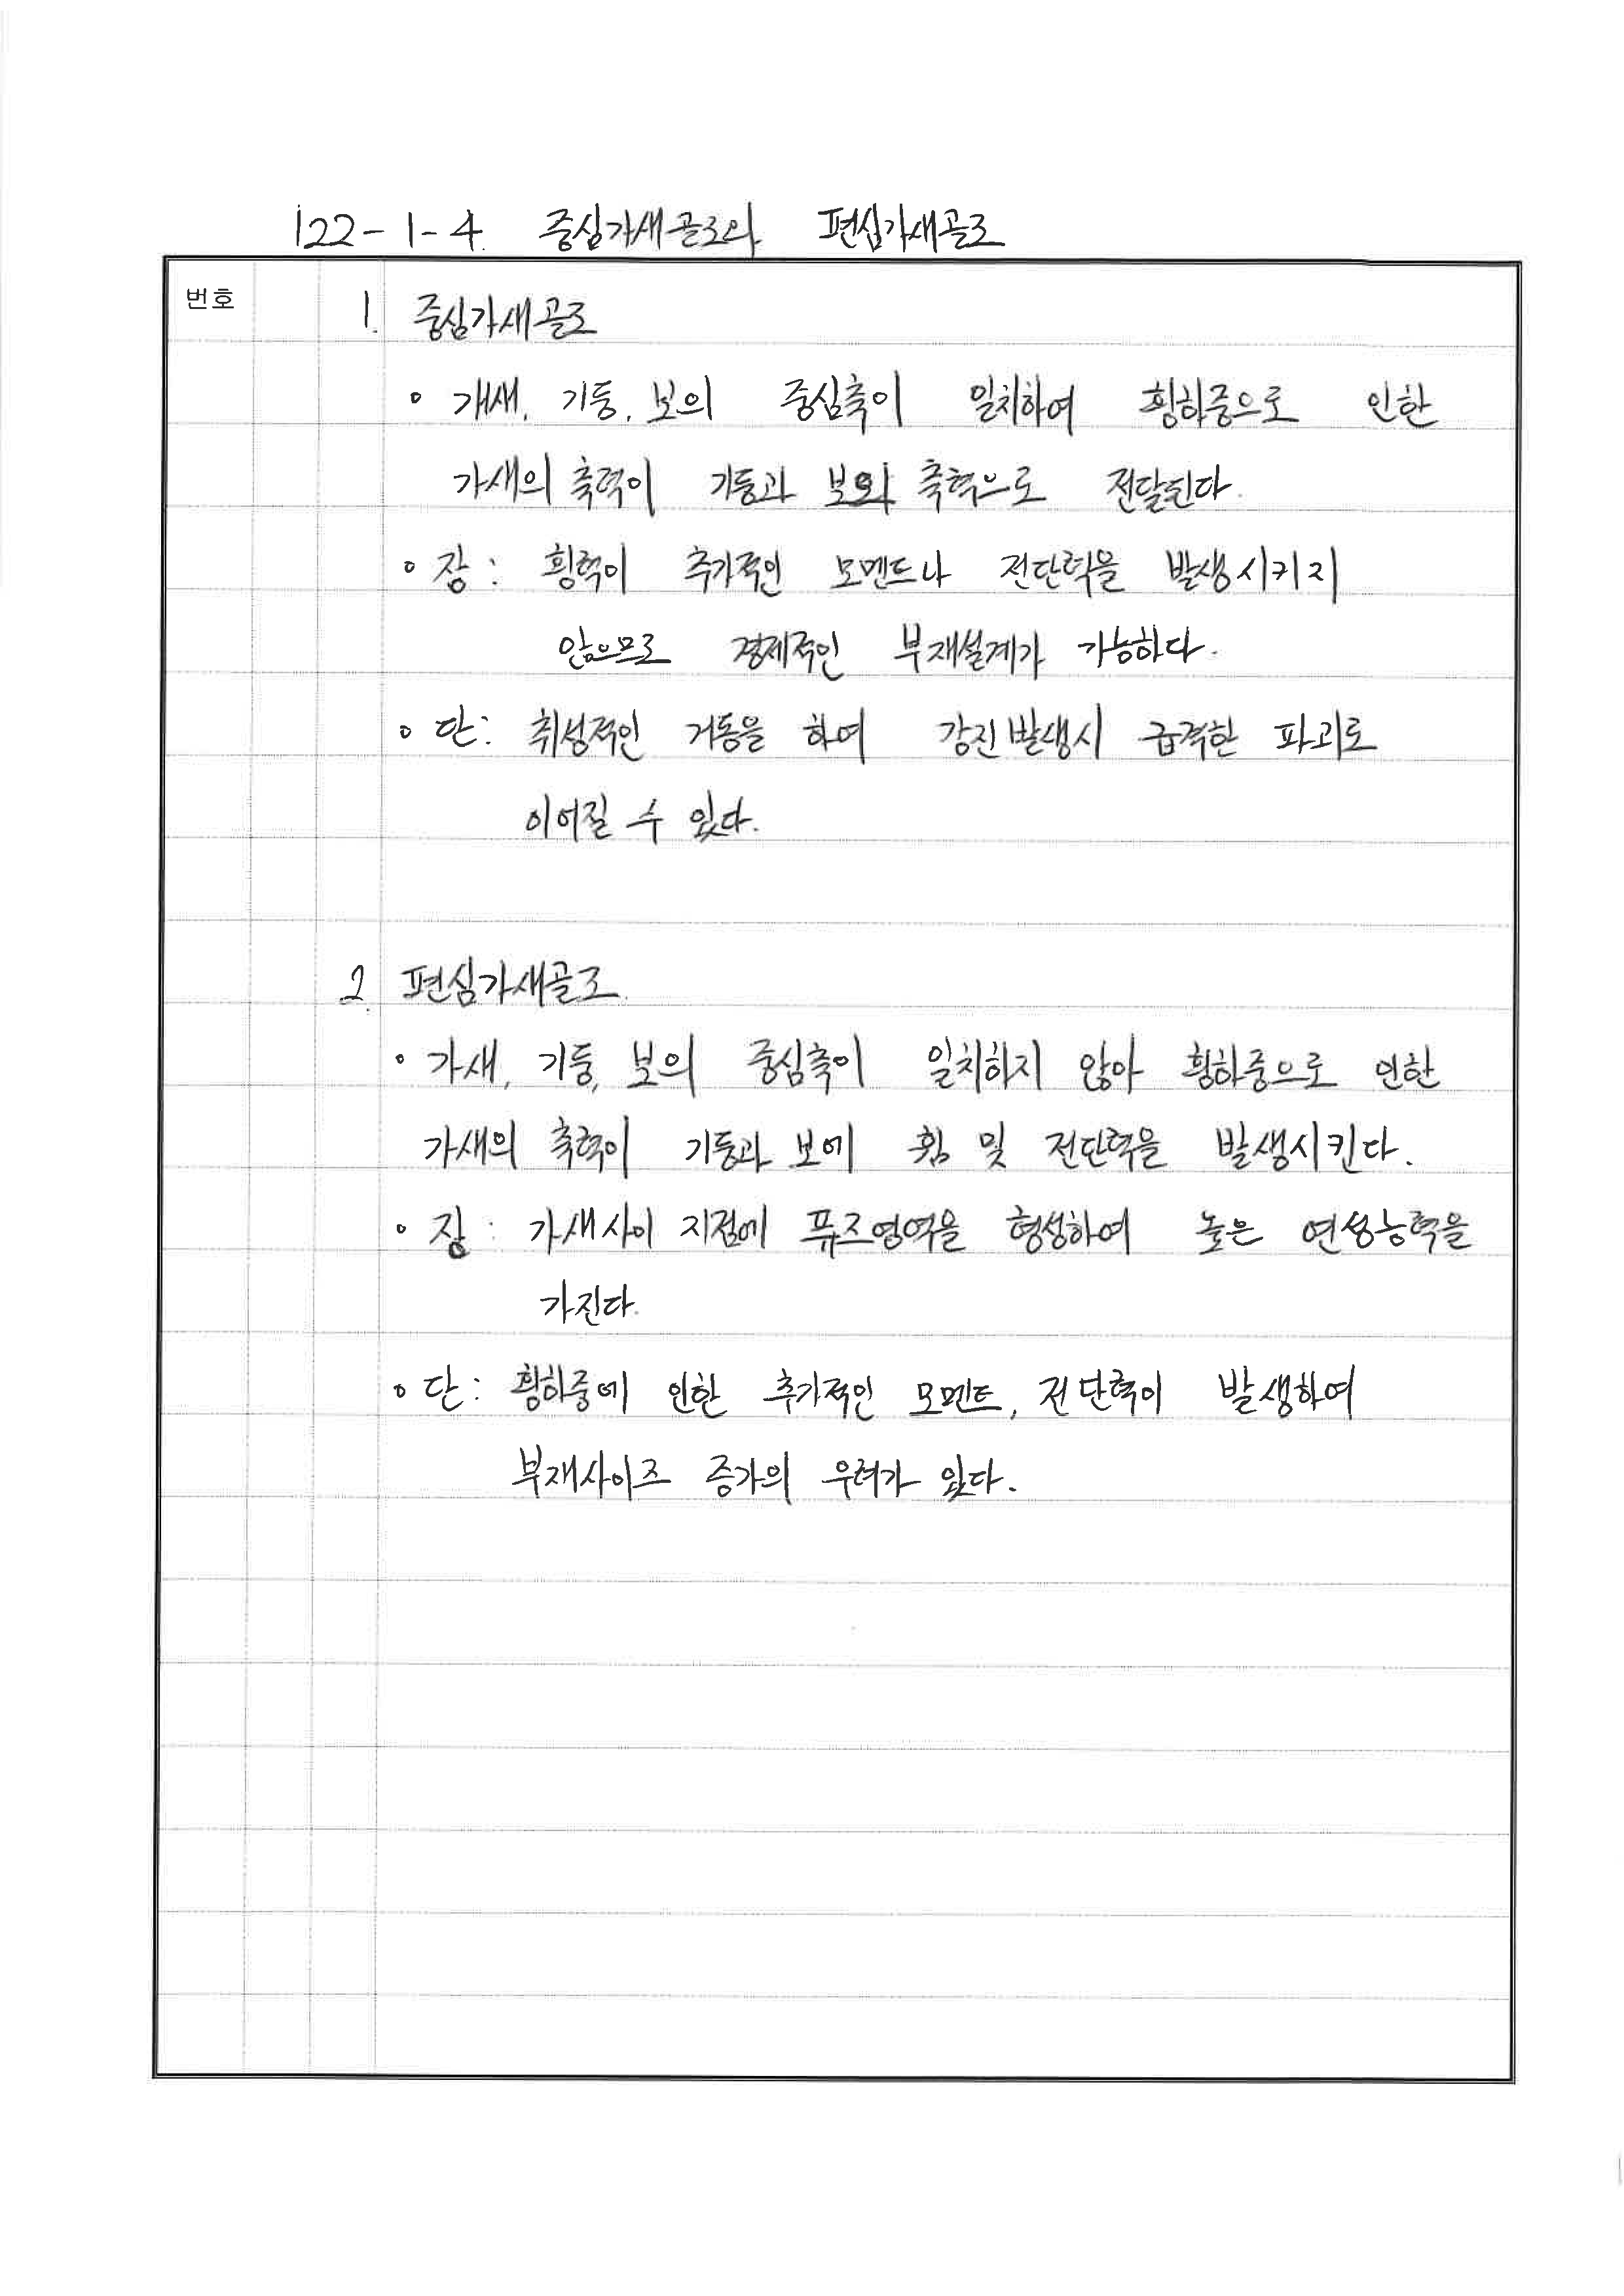 122-1-4. 중심가새골조와 편심가새골조
번호
1. 중심가새골조
◦ 개새, 기둥, 보의 중심축이 일치하여 횡하중으로 인한
가새의 축력이 기둥과 보와 축력으로 전달된다.
◦ 장 : 횡력이 추가적인 모멘드나 전단력을 발생시키지
않으므로 경제적인 부재설계가 가능하다.
◦ 단 : 취성적인 거동을 하여 강진발생시 급격한 파괴로
이어질 수 있다.
2. 편심가새골조.
◦ 가새, 기둥, 보의 중심축이 일치하지 않아 횡하중으로 인한
가새의 축력이 기둥과 보에 휨 및 전단력을 발생시킨다.
◦ 장 : 가새사이 지점에 퓨즈영역을 형성하여 높은 연성능력을
가진다.
◦ 단 : 횡하중에 인한 추가적인 모멘트, 전단력이 발생하여
부재사이즈 증가의 우려가 있다.